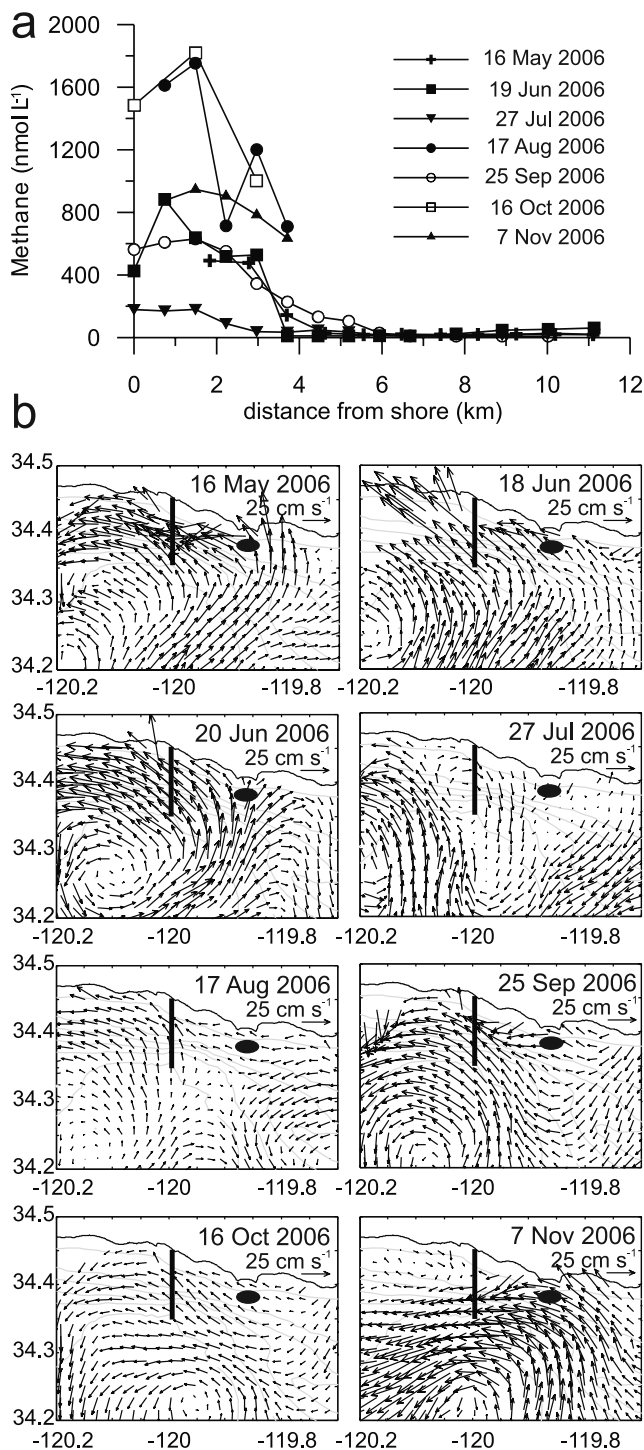 a
2000
1600
1200
800
400
0
Methane (nmol L-1)
0 2 4 6 8 10 12
distance from shore (km)
16 May 2006
19 Jun 2006
27 Jul 2006
17 Aug 2006
25 Sep 2006
16 Oct 2006
7 Nov 2006
b
34.5
34.4
34.3
34.2
16 May 2006
25 cm s-1
-120.2 -120 -119.8
18 Jun 2006
25 cm s-1
-120.2 -120 -119.8
34.5
34.4
34.3
34.2
20 Jun 2006
25 cm s-1
-120.2 -120 -119.8
27 Jul 2006
25 cm s-1
-120.2 -120 -119.8
34.5
34.4
34.3
34.2
17 Aug 2006
25 cm s-1
-120.2 -120 -119.8
25 Sep 2006
25 cm s-1
-120.2 -120 -119.8
34.5
34.4
34.3
34.2
16 Oct 2006
25 cm s-1
-120.2 -120 -119.8
7 Nov 2006
25 cm s-1
-120.2 -120 -119.8